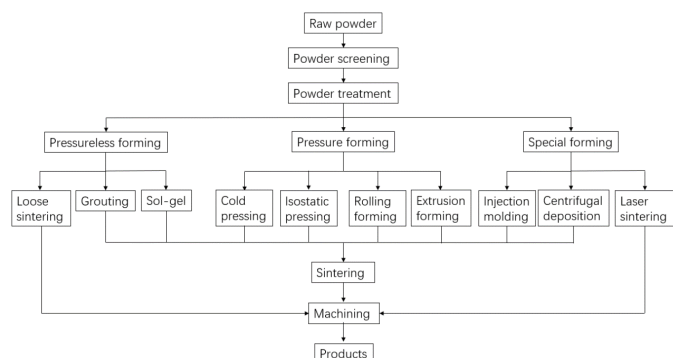 Raw powder
Powder screening
Powder treatment
Pressureless forming
Pressure forming
Special forming
Loose
sintering
Grouting
Sol-gel
Cold
pressing
Isostatic
pressing
Rolling
forming
Extrusion
forming
Injection
molding
Centrifugal
deposition
Laser
sintering
Sintering
Machining
Products